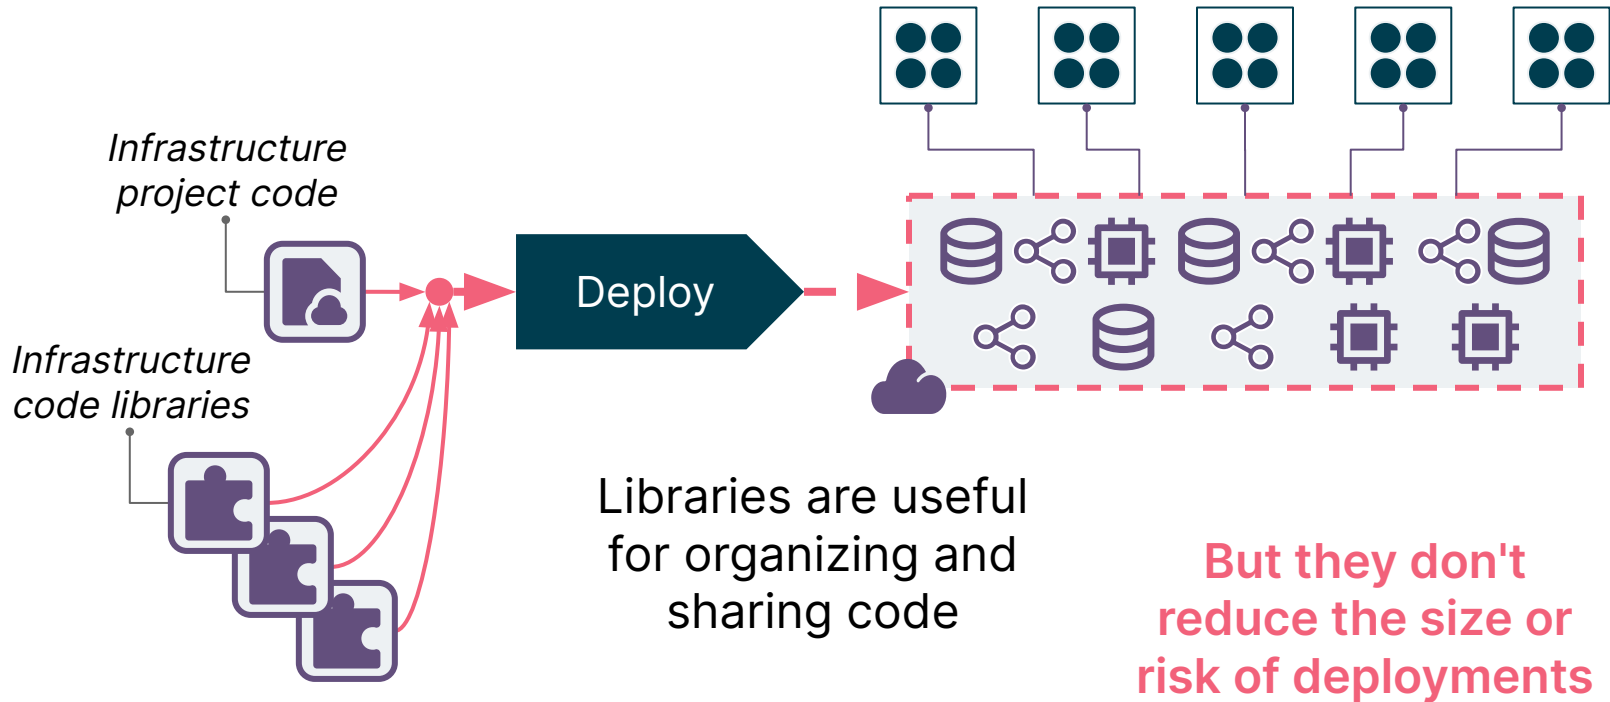 Infrastructure
project code
Deploy
Infrastructure
code libraries
Libraries are useful
for organizing and
sharing code
But they don't
reduce the size or
risk of deployments